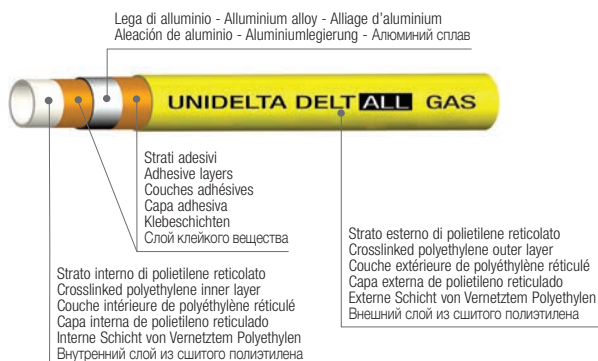 Lega di alluminio - Alluminium alloy - Alliage d'aluminium
Aleación de aluminio - Aluminiumlegierung - Алюминий сплав
UNIDELTA DELTALL GAS
Strati adesivi
Adhesive layers
Couches adhésives
Capa adhesiva
Klebeschichten
Слой клейкого вещества
Strato esterno di polietilene reticolato
Crosslinked polyethylene outer layer
Couche extérieure de polyéthylène réticulé
Capa externa de polietileno reticulado
Externe Schicht von Vernetztem Polyethylen
Внешний слой из сшитого полиэтилена
Strato interno di polietilene reticolato
Crosslinked polyethylene inner layer
Couche intérieure de polyéthylène réticulé
Capa interna de polietileno reticulado
Interne Schicht von Vernetztem Polyethylen
Внутренний слой из сшитого полиэтилена